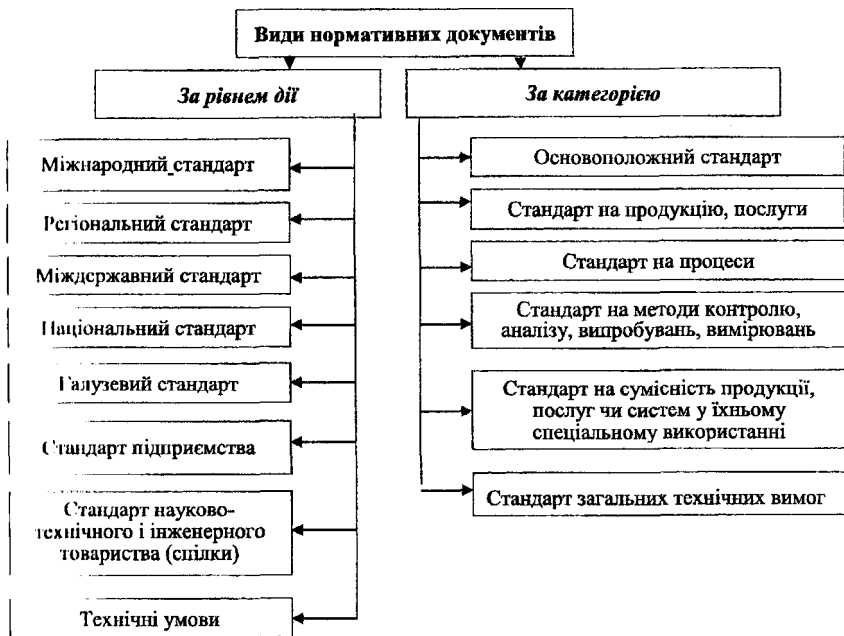 Види нормативних документів
За рівнем дії
Міжнародний стандарт
Регіональний стандарт
Міждержавний стандарт
Національний стандарт
Галузевий стандарт
Стандарт підприємства
Стандарт науково-
технічного і інженерного
товариства (спілки)
Технічні умови
За категорією
Основоположний стандарт
Стандарт на продукцію, послуги
Стандарт на процеси
Стандарт на методи контролю,
аналізу, випробувань, вимірювань
Стандарт на сумісність продукції,
послуг чи систем у їхньому
спеціальному використанні
Стандарт загальних технічних вимог